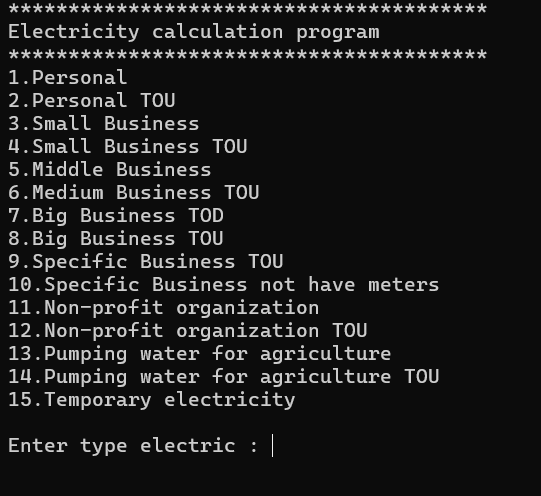 ****************************************
Electricity calculation program
****************************************
1.Personal
2.Personal TOU
3.Small Business
4.Small Business TOU
5.Middle Business
6.Medium Business TOU
7.Big Business TOD
8.Big Business TOU
9.Specific Business TOU
10.Specific Business not have meters
11.Non-profit organization
12.Non-profit organization TOU
13.Pumping water for agriculture
14.Pumping water for agriculture TOU
15.Temporary electricity
Enter type electric :